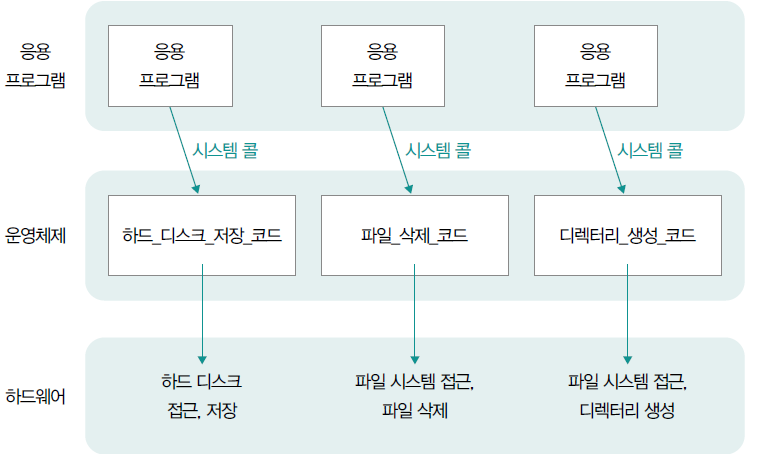 응용
프로그램
응용
프로그램
응용
프로그램
응용
프로그램
시스템 콜
시스템 콜
시스템 콜
운영체제
하드_디스크_저장_코드
파일_삭제_코드
디렉터리_생성_코드
하드웨어
하드 디스크
접근, 저장
파일 시스템 접근,
파일 삭제
파일 시스템 접근,
디렉터리 생성